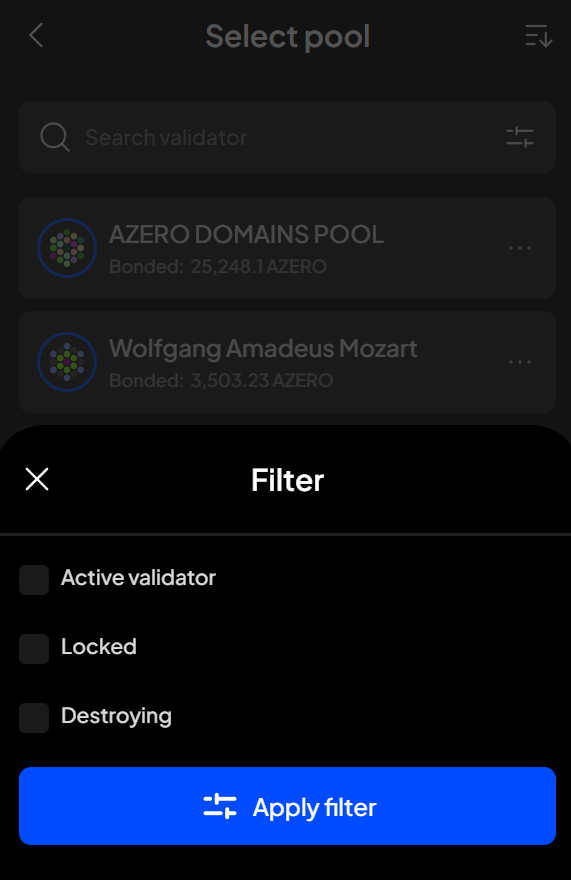 Select pool
Search validator
AZERO DOMAINS POOL
Bonded: 25,248.1 AZERO
Wolfgang Amadeus Mozart
Bonded: 3,503.23 AZERO
Filter
Active validator
Locked
Destroying
Apply filter